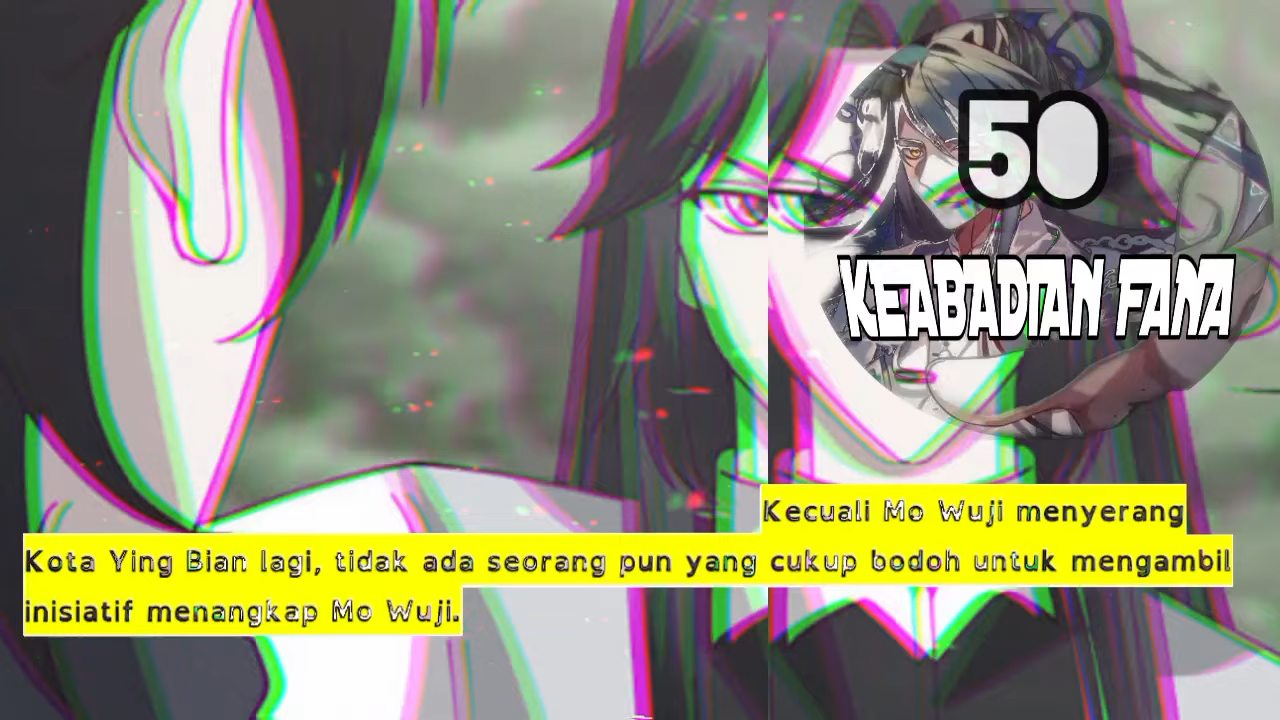 50
KEABADIAN FANA
Kecuali Mo Wuji menyerang
Kota Ying Bian lagi, tidak ada seorang pun yang cukup bodoh untuk mengambil
inisiatif menangkap Mo Wuji.